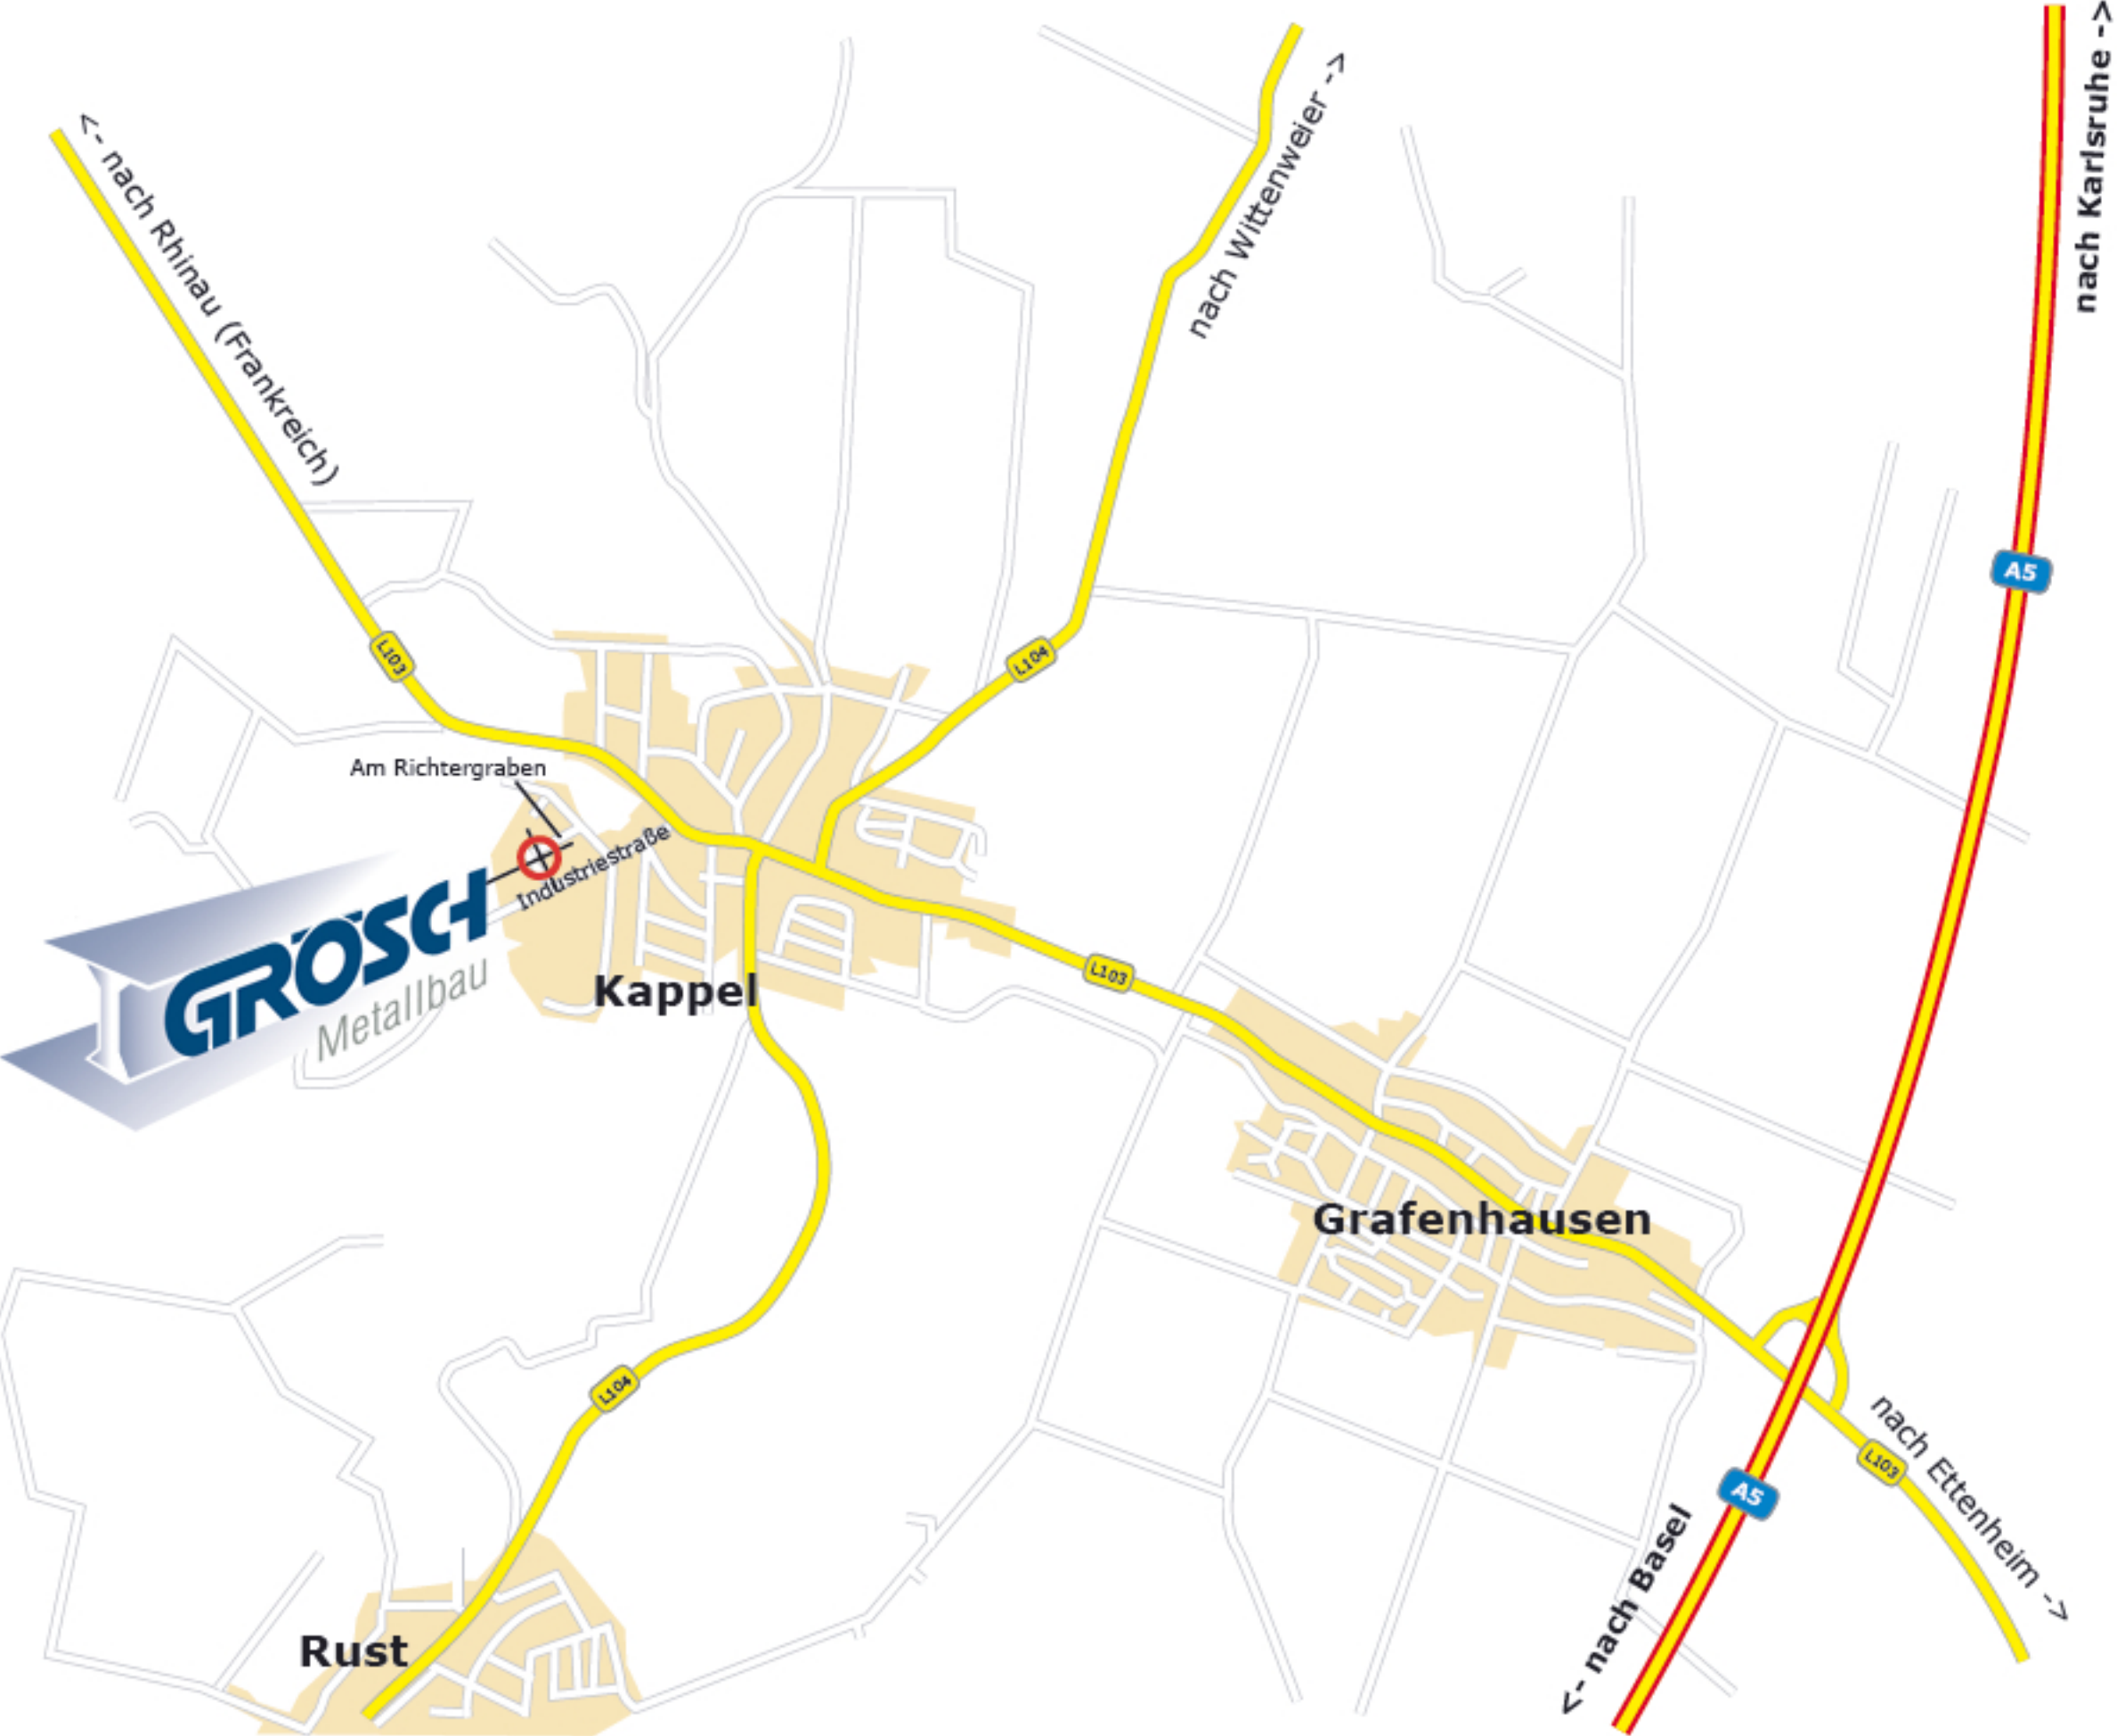 <- nach Rhinau (Frankreich)
nach Wittenweier ->
nach Karlsruhe ->
A5
L103
L104
Am Richtergraben
Industriestraße
GRÖSCH
Metallbau
Kappel
L103
Grafenhausen
L104
nach Ettenheim ->
L103
A5
<- nach Basel
Rust